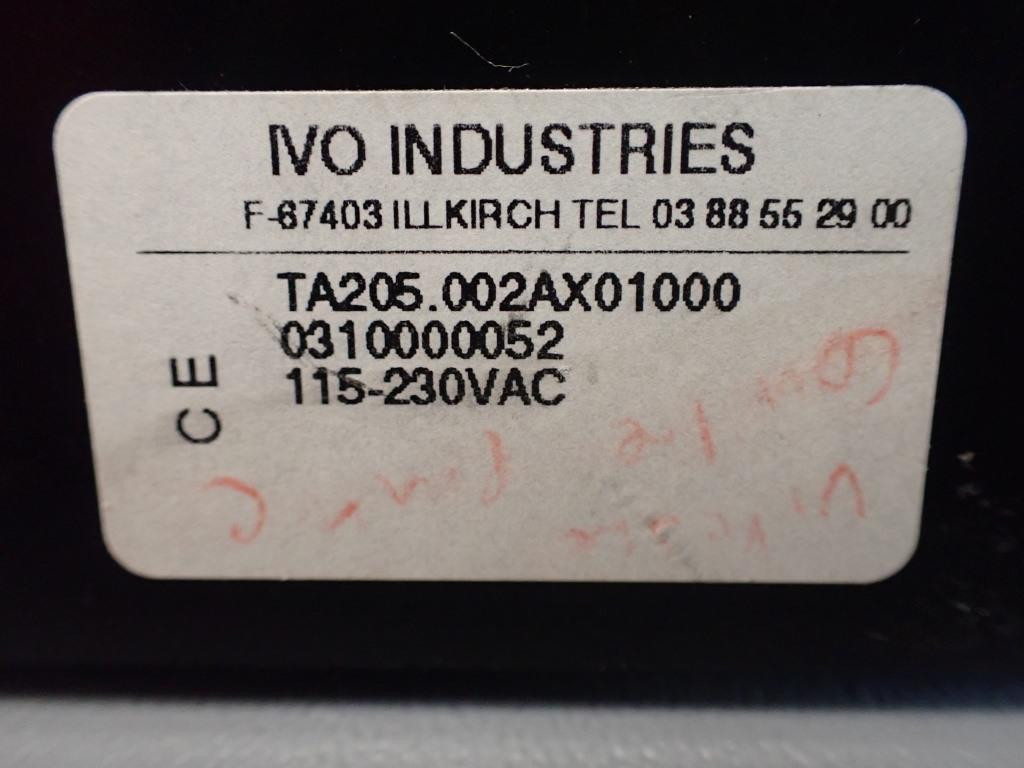 IVO INDUSTRIES
F-67403 ILLKIRCH TEL 03 88 55 29 00
TA205.002AX01000
0310000052
115-230VAC
CE